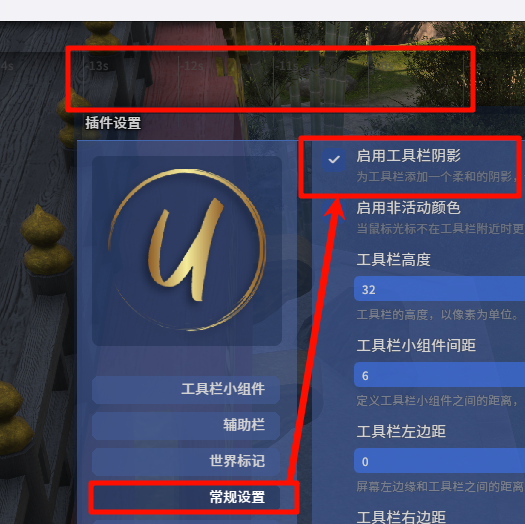 4s
-13s
-12s
-11s
插件设置
启用工具栏阴影
为工具栏添加一个柔和的阴影，
启用非活动颜色
当鼠标光标不在工具栏附近时更
工具栏高度
32
工具栏的高度，以像素为单位。
工具栏小组件间距
6
定义工具栏小组件之间的距离，
工具栏左边距
0
屏幕左边缘和工具栏之间的距离
工具栏右边距
u
工具栏小组件
辅助栏
世界标记
常规设置